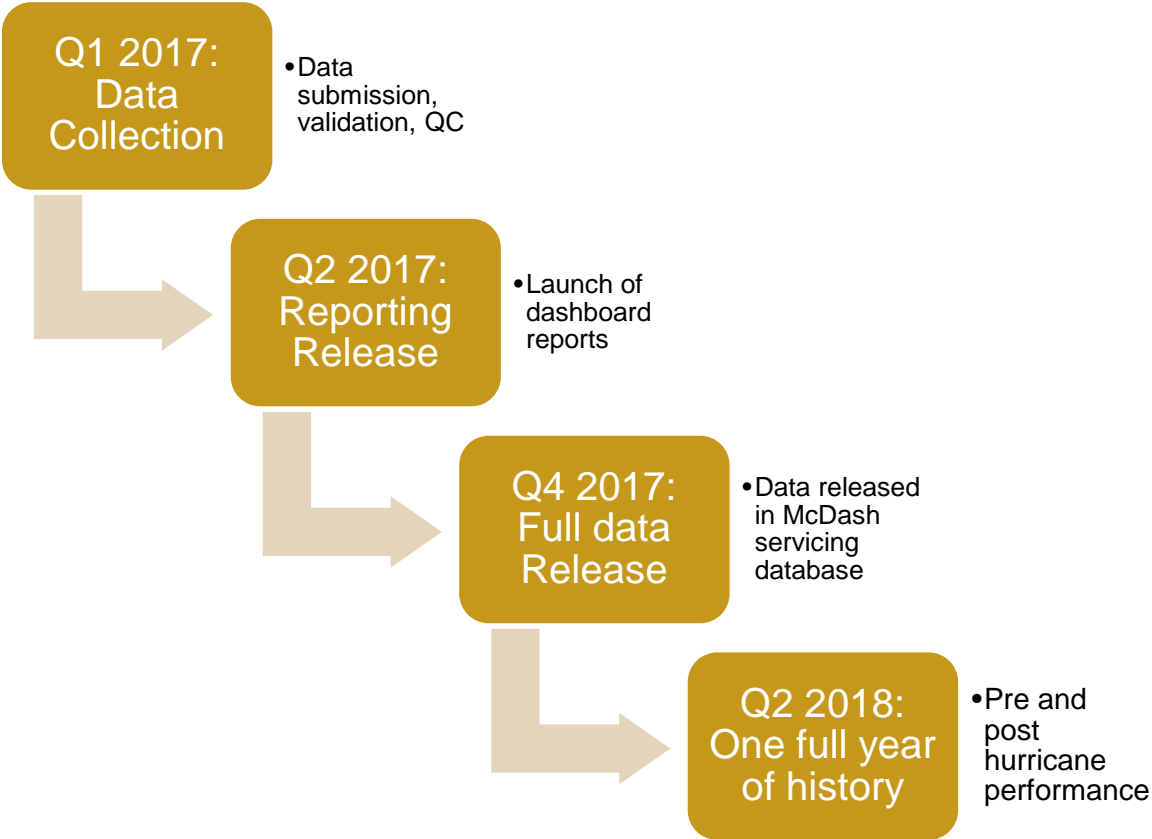 Q1 2017:
Data
Collection
•Data
submission,
validation, QC
Q2 2017:
Reporting
Release
•Launch of
dashboard
reports
Q4 2017:
Full data
Release
•Data released
in McDash
servicing
database
Q2 2018:
One full year
of history
•Pre and
post
hurricane
performance